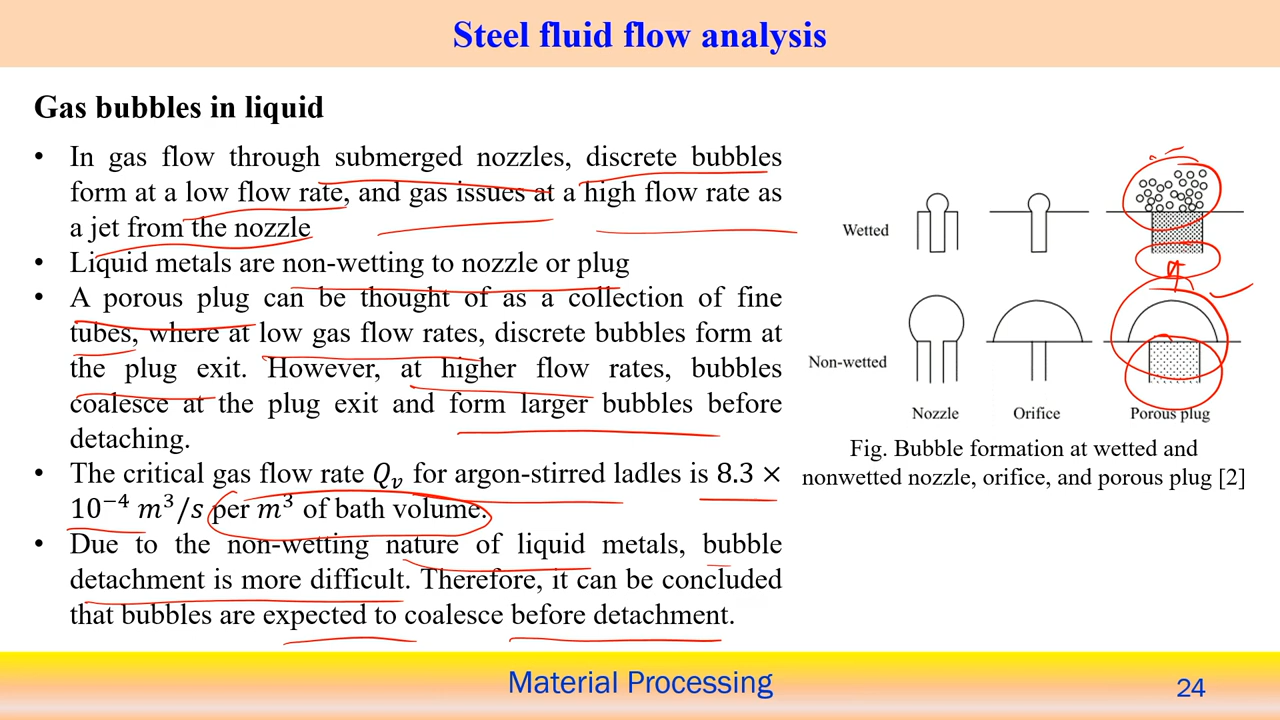 Steel fluid flow analysis
Gas bubbles in liquid
• In gas flow through submerged nozzles, discrete bubbles
form at a low flow rate, and gas issues at a high flow rate as
a jet from the nozzle
• Liquid metals are non-wetting to nozzle or plug
• A porous plug can be thought of as a collection of fine
tubes, where at low gas flow rates, discrete bubbles form at
the plug exit. However, at higher flow rates, bubbles
coalesce at the plug exit and form larger bubbles before
detaching.
• The critical gas flow rate Qᵥ for argon-stirred ladles is 8.3 ×
10⁻⁴ m³/s per m³ of bath volume.
• Due to the non-wetting nature of liquid metals, bubble
detachment is more difficult. Therefore, it can be concluded
that bubbles are expected to coalesce before detachment.
Wetted
Non-wetted
Nozzle Orifice Porous plug
Fig. Bubble formation at wetted and
nonwetted nozzle, orifice, and porous plug [2]
Material Processing
24